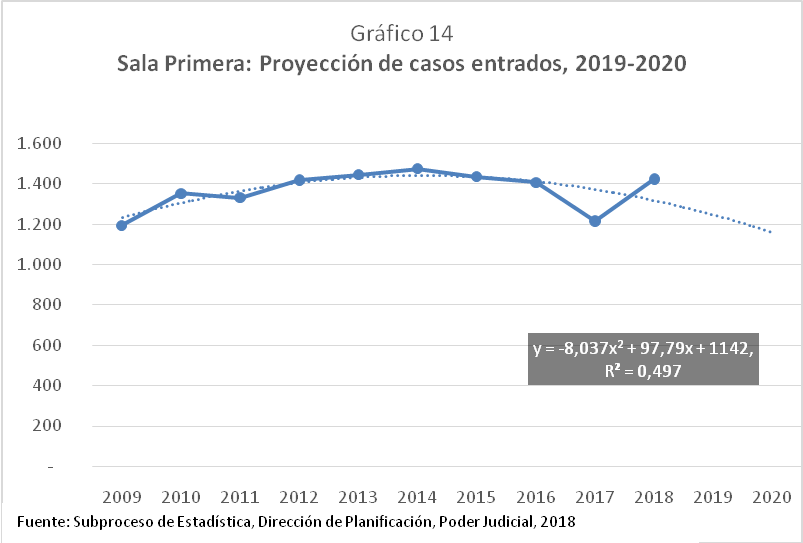 Gráfico 14
Sala Primera: Proyección de casos entrados, 2019-2020
1.600
1.400
1.200
1.000
800
600
400
200
-
y = -8,037x² + 97,79x + 1142,
R² = 0,497
2009 2010 2011 2012 2013 2014 2015 2016 2017 2018 2019 2020
Fuente: Subproceso de Estadística, Dirección de Planificación, Poder Judicial, 2018